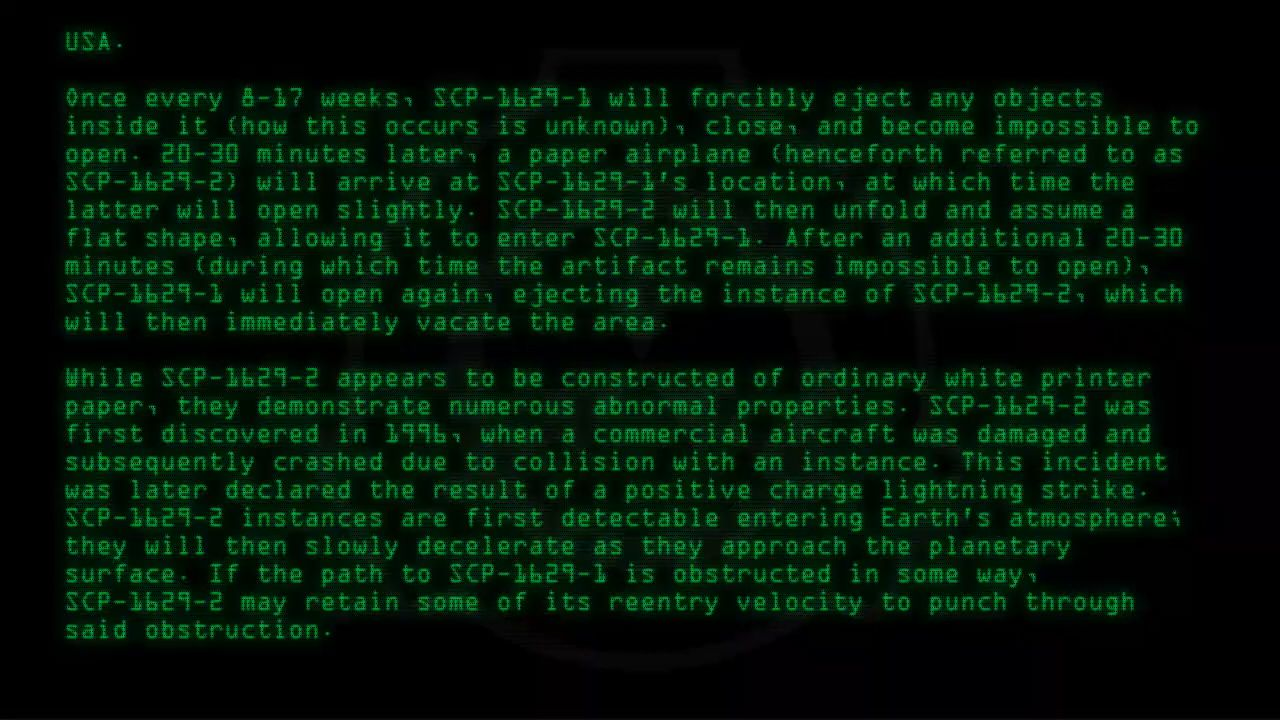 USA.
Once every 8-17 weeks, SCP-1629-1 will forcibly eject any objects
inside it (how this occurs is unknown), close, and become impossible to
open. 20-30 minutes later, a paper airplane (henceforth referred to as
SCP-1629-2) will arrive at SCP-1629-1's location, at which time the
latter will open slightly. SCP-1629-2 will then unfold and assume a
flat shape, allowing it to enter SCP-1629-1. After an additional 20-30
minutes (during which time the artifact remains impossible to open),
SCP-1629-1 will open again, ejecting the instance of SCP-1629-2, which
will then immediately vacate the area.
While SCP-1629-2 appears to be constructed of ordinary white printer
paper, they demonstrate numerous abnormal properties. SCP-1629-2 was
first discovered in 1996, when a commercial aircraft was damaged and
subsequently crashed due to collision with an instance. This incident
was later declared the result of a positive charge lightning strike.
SCP-1629-2 instances are first detectable entering Earth's atmosphere;
they will then slowly decelerate as they approach the planetary
surface. If the path to SCP-1629-1 is obstructed in some way,
SCP-1629-2 may retain some of its reentry velocity to punch through
said obstruction.